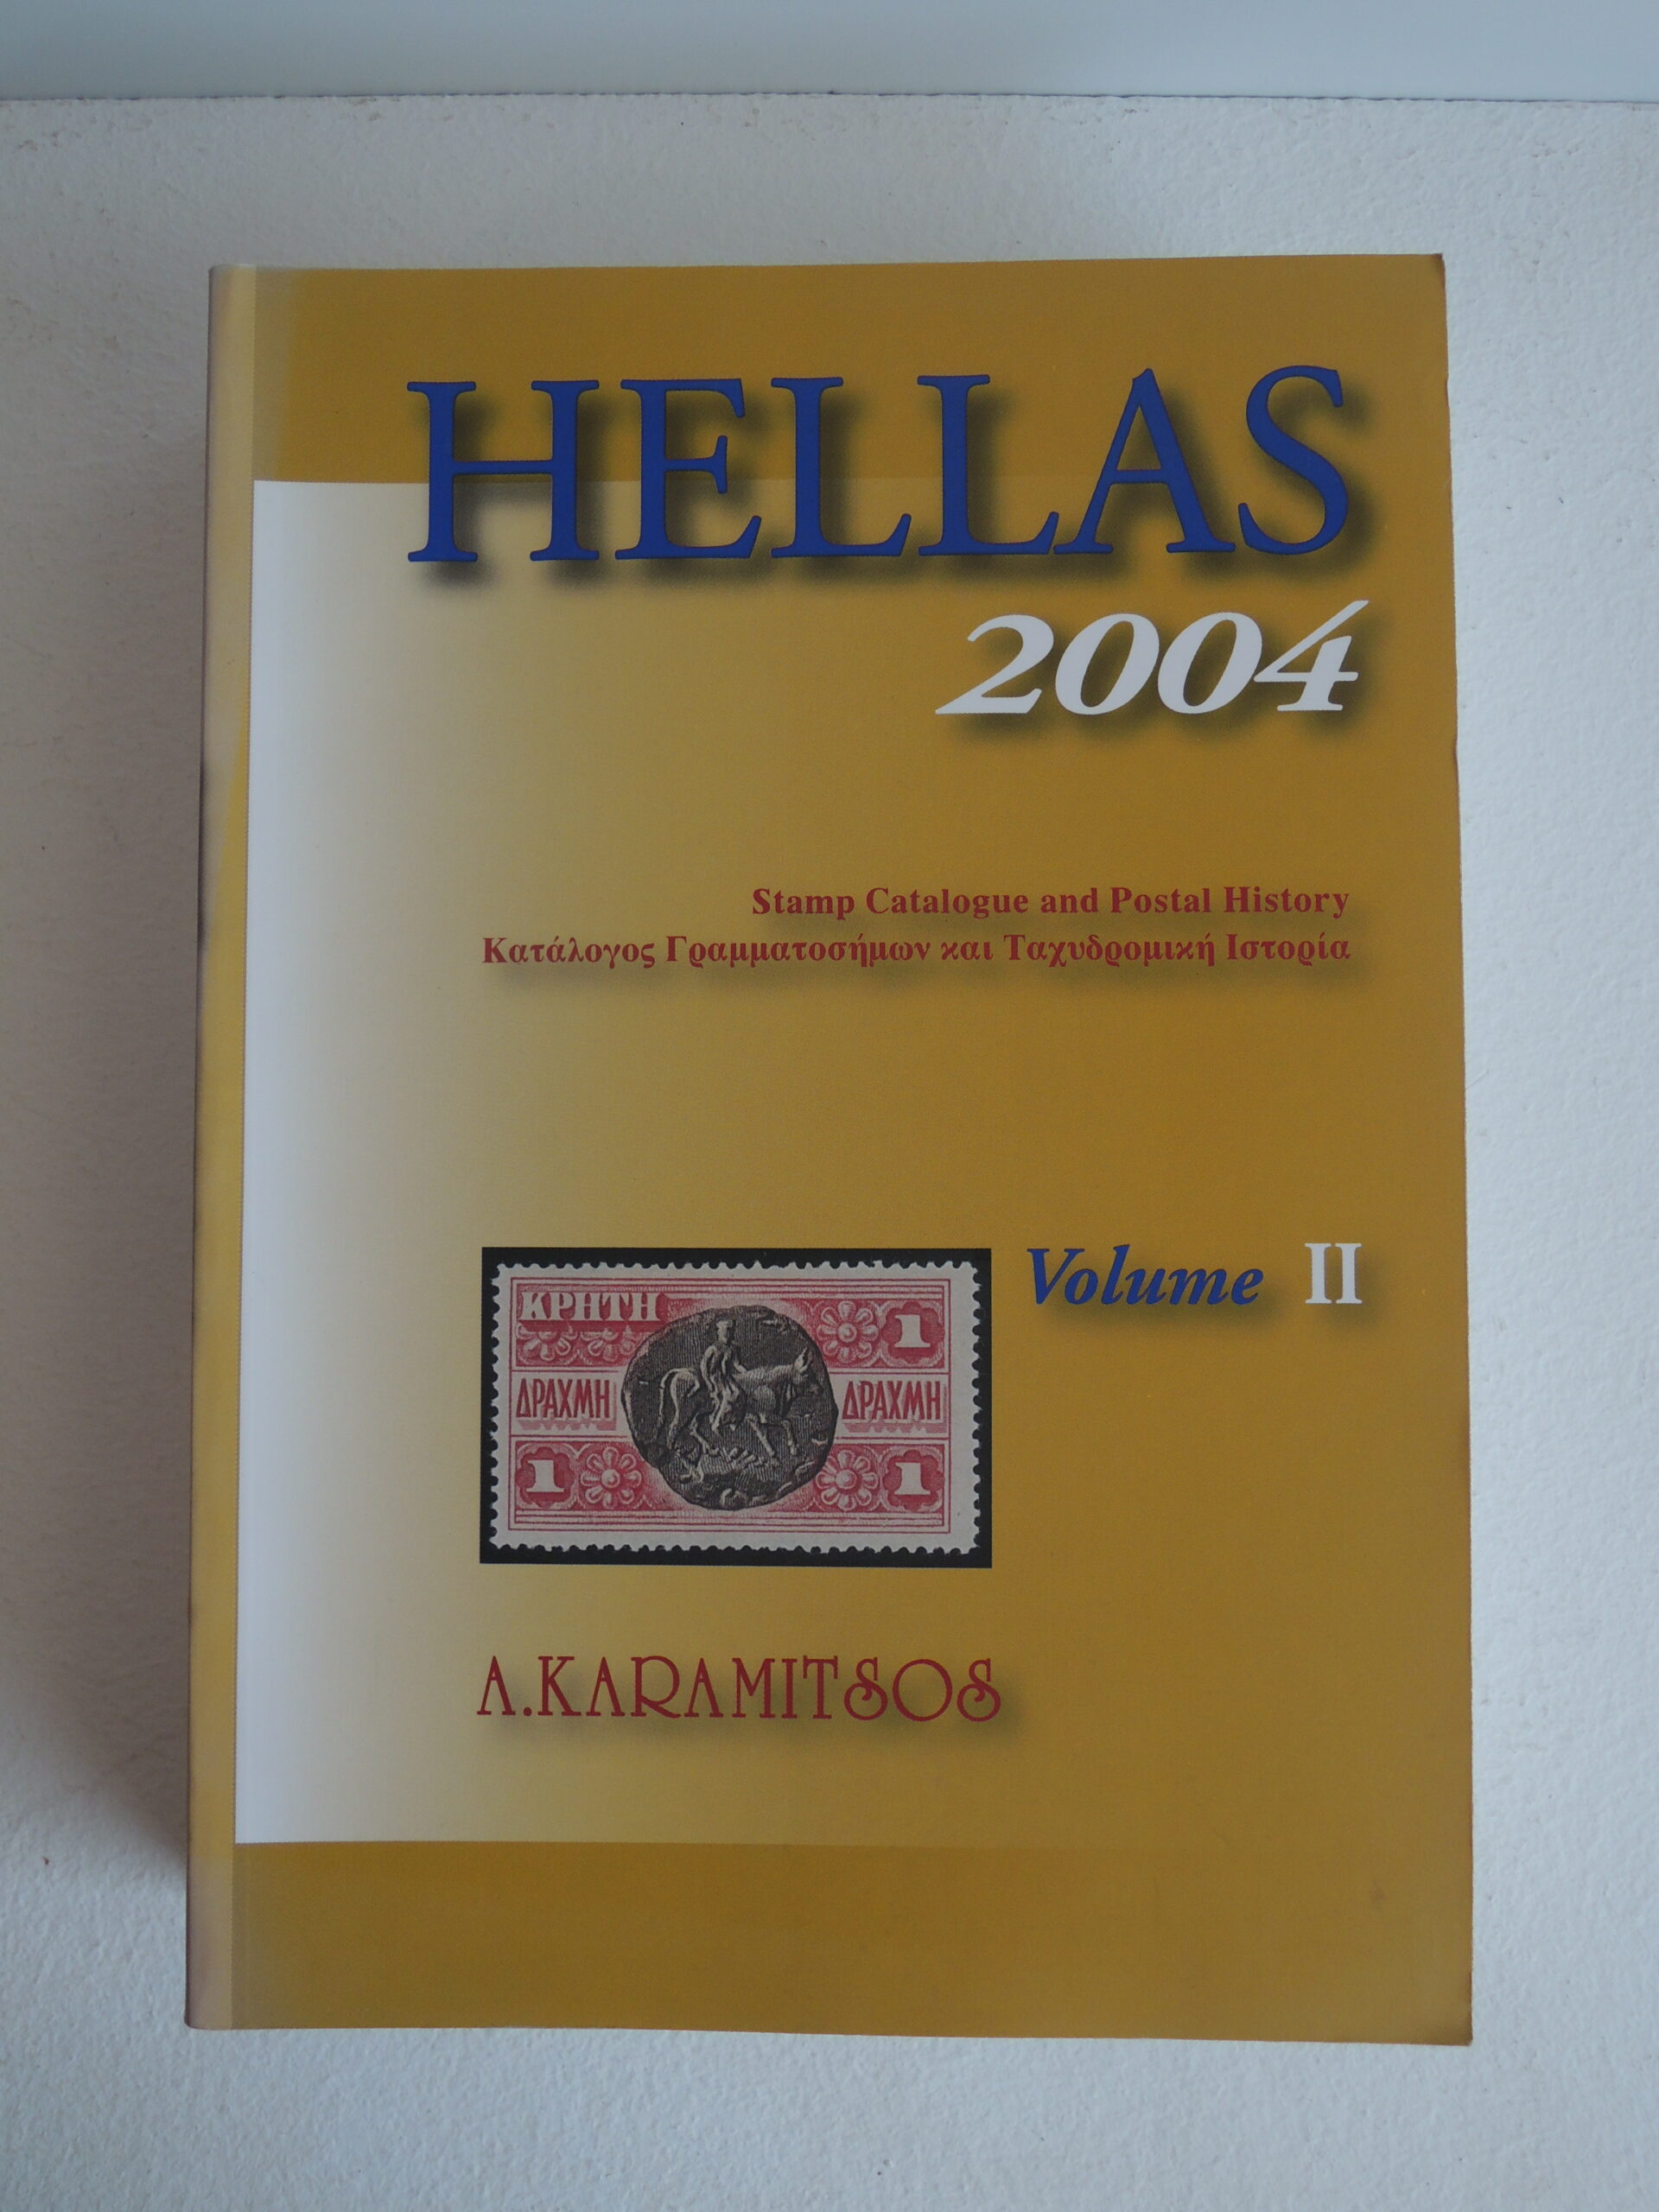 HELLAS
2004
Stamp Catalogue and Postal History
Κατάλογος Γραμματοσήμων και Ταχυδρομική Ιστορία
Volume II
ΚΡΗΤΗ 1
ΔΡΑΧΜΗ ΔΡΑΧΜΗ
1 1
A.KARAMITSOS